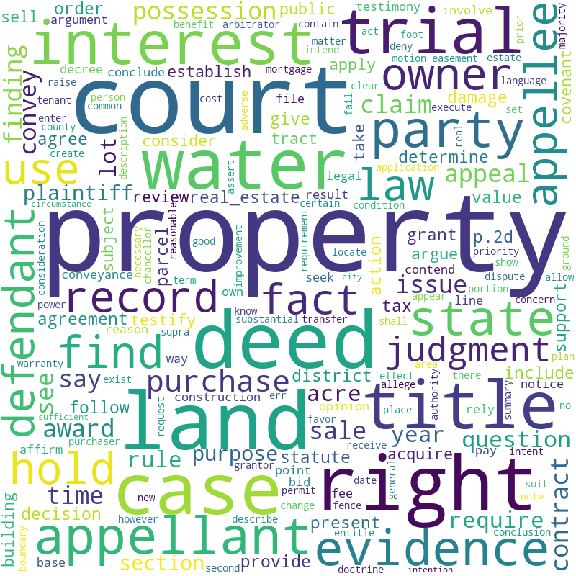 sell
order
possession
public
testimony
benefit
arbitrator
contain
argument
act
foot
involve
interest
trial
prior
majority
finding
decree
conclude
establish
matter
intend
deny
motion
easement
estate
language
raise
mortgage
apply
owner
clear
execute
set
covenant
appellee
convey
tenant
person
common
cost
file
adverse
fail
enter
county
create
court
party
real
damage
description
agree
use
lot
consider
give
tract
take
claim
water
law
determine
application
plaintiff
assert
legal
appeal
circumstance
review
real_estate
result
condition
value
property
consideration
subject
necessary
chancellor
reasonable
parcel
good
improvement
requirement
certain
grant
p.2d
priority
ground
argue
action
show
conveyance
term
own
seek
locate
city
contend
dispute
allow
defendant
record
fact
issue
appear
portion
power
know
substantial
transfer
tax
line
shall
concern
support
agreement
testify
supra
deed
state
reason
way
find
judgment
warranty
exist
see
say
purchase
district
effect
area
there
plan
include
allege
notice
sufficient
follow
request
construction
err
acre
land
title
authority
summary
no
purchaser
award
favor
opinion
place
rely
affirm
grantor
purpose
sale
year
receive
pay
intent
question
rule
statute
acquire
hold
case
point
bid
fee
date
suit
contract
building
time
new
permit
right
general
require
decision
however
describe
change
fence
present
note
boundary
appellant
entitle
conclusion
section
evidence
base
second
provide
doctrine
intention